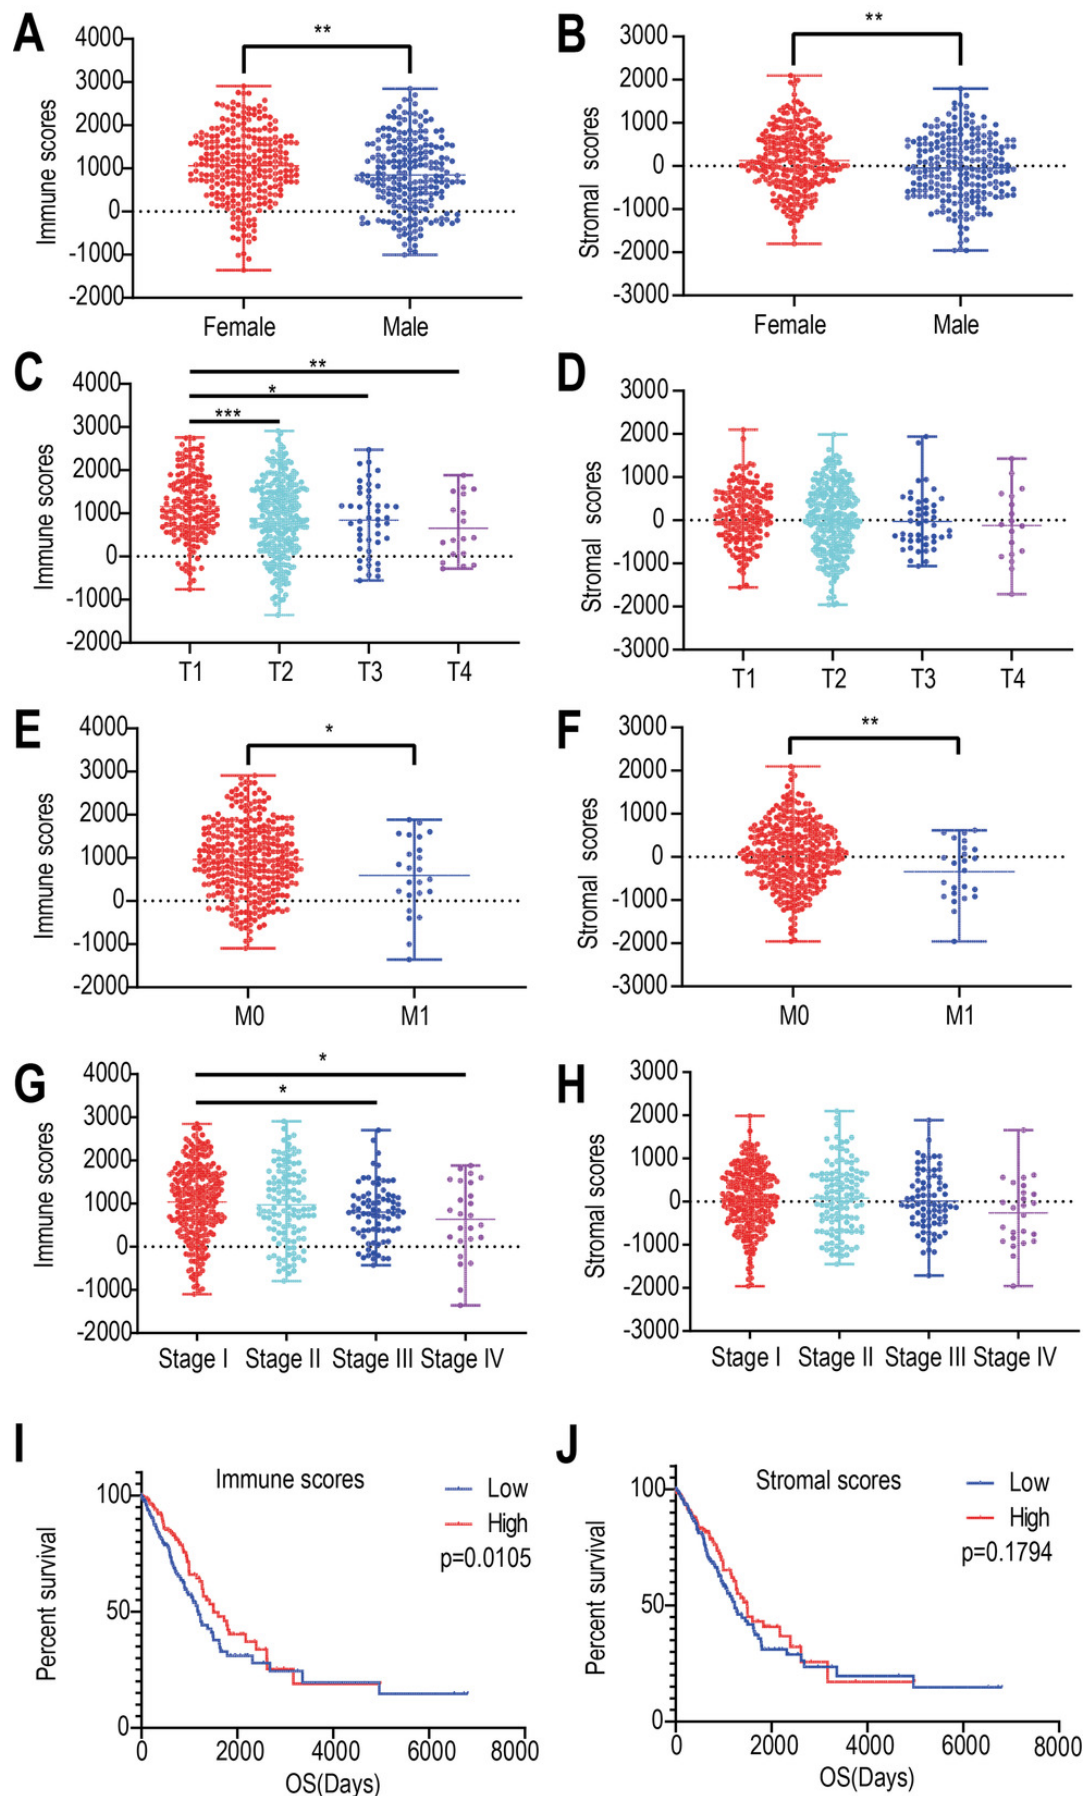 A
Immune scores
4000
3000
2000
1000
0
-1000
-2000
**
Female
Male
B
Stromal scores
3000
2000
1000
0
-1000
-2000
-3000
**
Female
Male
C
Immune scores
4000
3000
2000
1000
0
-1000
-2000
**
*
***
T1
T2
T3
T4
D
Stromal scores
3000
2000
1000
0
-1000
-2000
-3000
T1
T2
T3
T4
E
Immune scores
4000
3000
2000
1000
0
-1000
-2000
*
M0
M1
F
Stromal scores
3000
2000
1000
0
-1000
-2000
-3000
**
M0
M1
G
Immune scores
4000
3000
2000
1000
0
-1000
-2000
*
*
Stage I
Stage II
Stage III
Stage IV
H
Stromal scores
3000
2000
1000
0
-1000
-2000
-3000
Stage I
Stage II
Stage III
Stage IV
I
Immune scores
Low
High
p=0.0105
Percent survival
100
50
0
0
2000
4000
6000
8000
OS(Days)
J
Stromal scores
Low
High
p=0.1794
Percent survival
100
50
0
0
2000
4000
6000
8000
OS(Days)